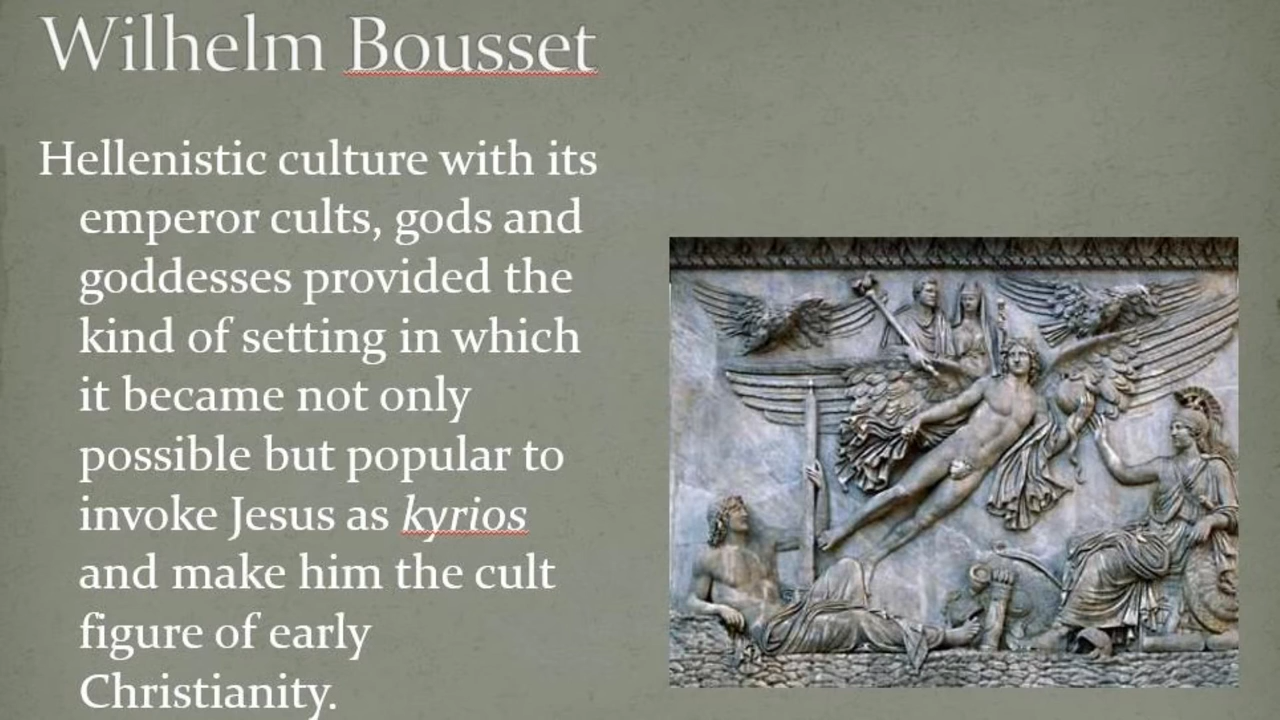 Wilhelm Bousset
Hellenistic culture with its
emperor cults, gods and
goddesses provided the
kind of setting in which
it became not only
possible but popular to
invoke Jesus as kyrios
and make him the cult
figure of early
Christianity.